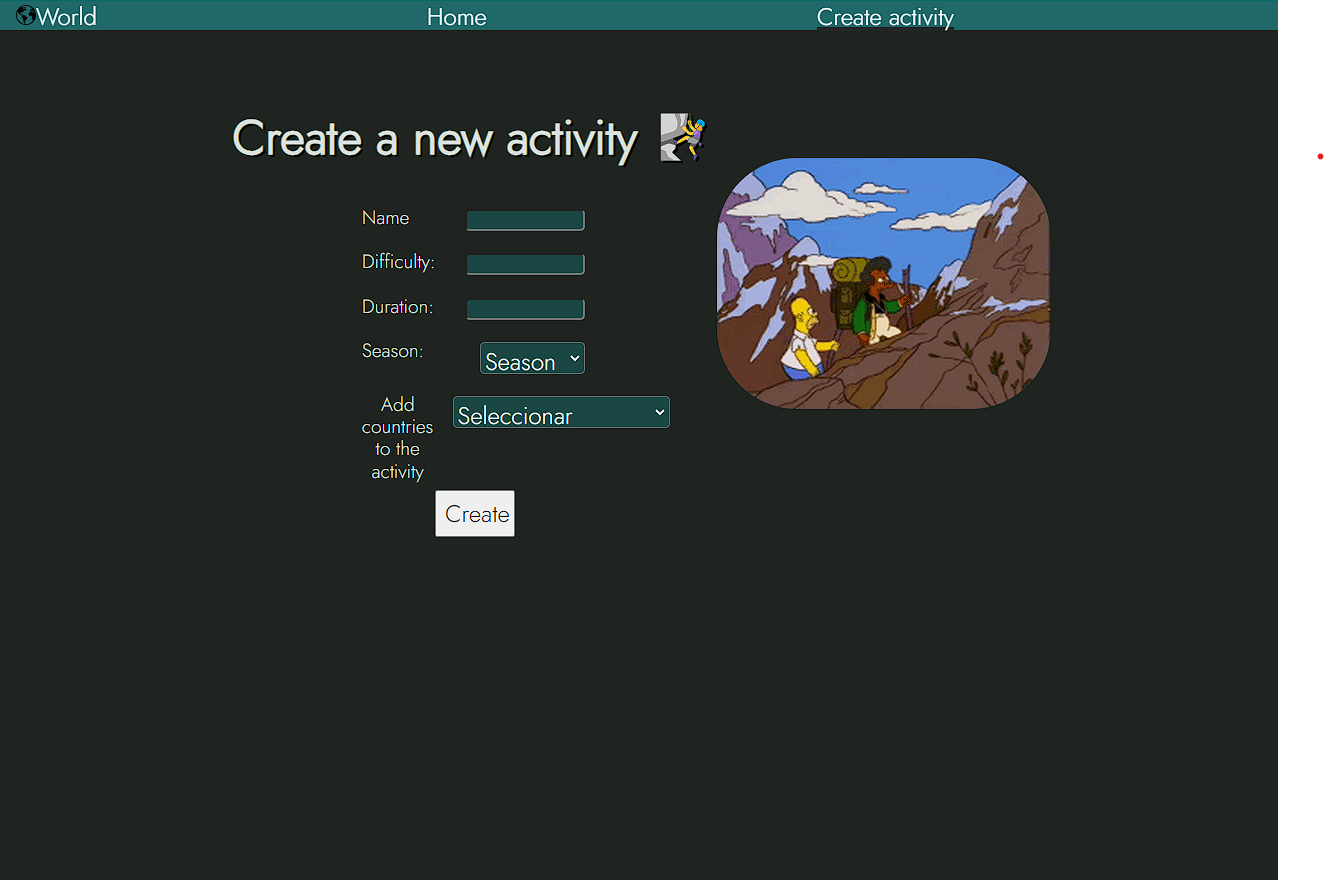 World
Home
Create activity
Create a new activity
Name
Difficulty:
Duration:
Season:
Season
Add
countries
to the
activity
Seleccionar
Create